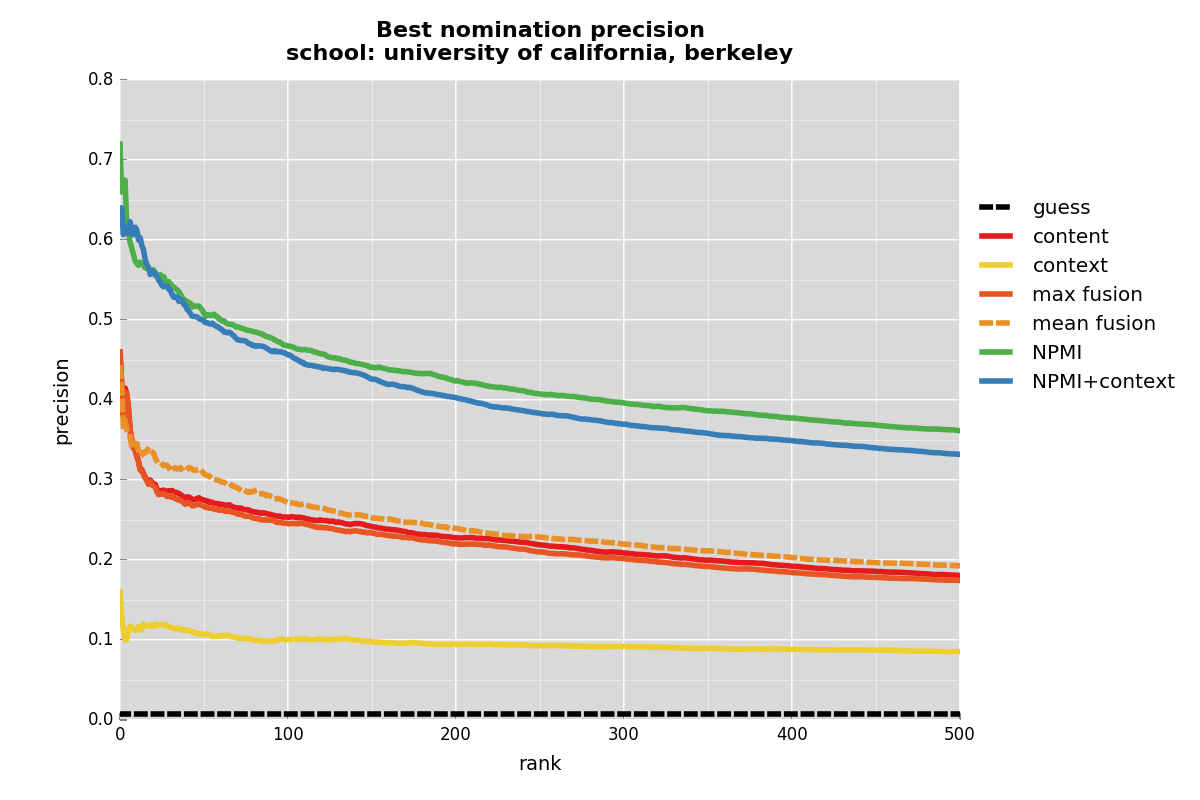 Best nomination precision
school: university of california, berkeley
precision
0.8
0.7
0.6
0.5
0.4
0.3
0.2
0.1
0.0
0
100
200
300
400
500
rank
guess
content
context
max fusion
mean fusion
NPMI
NPMI+context